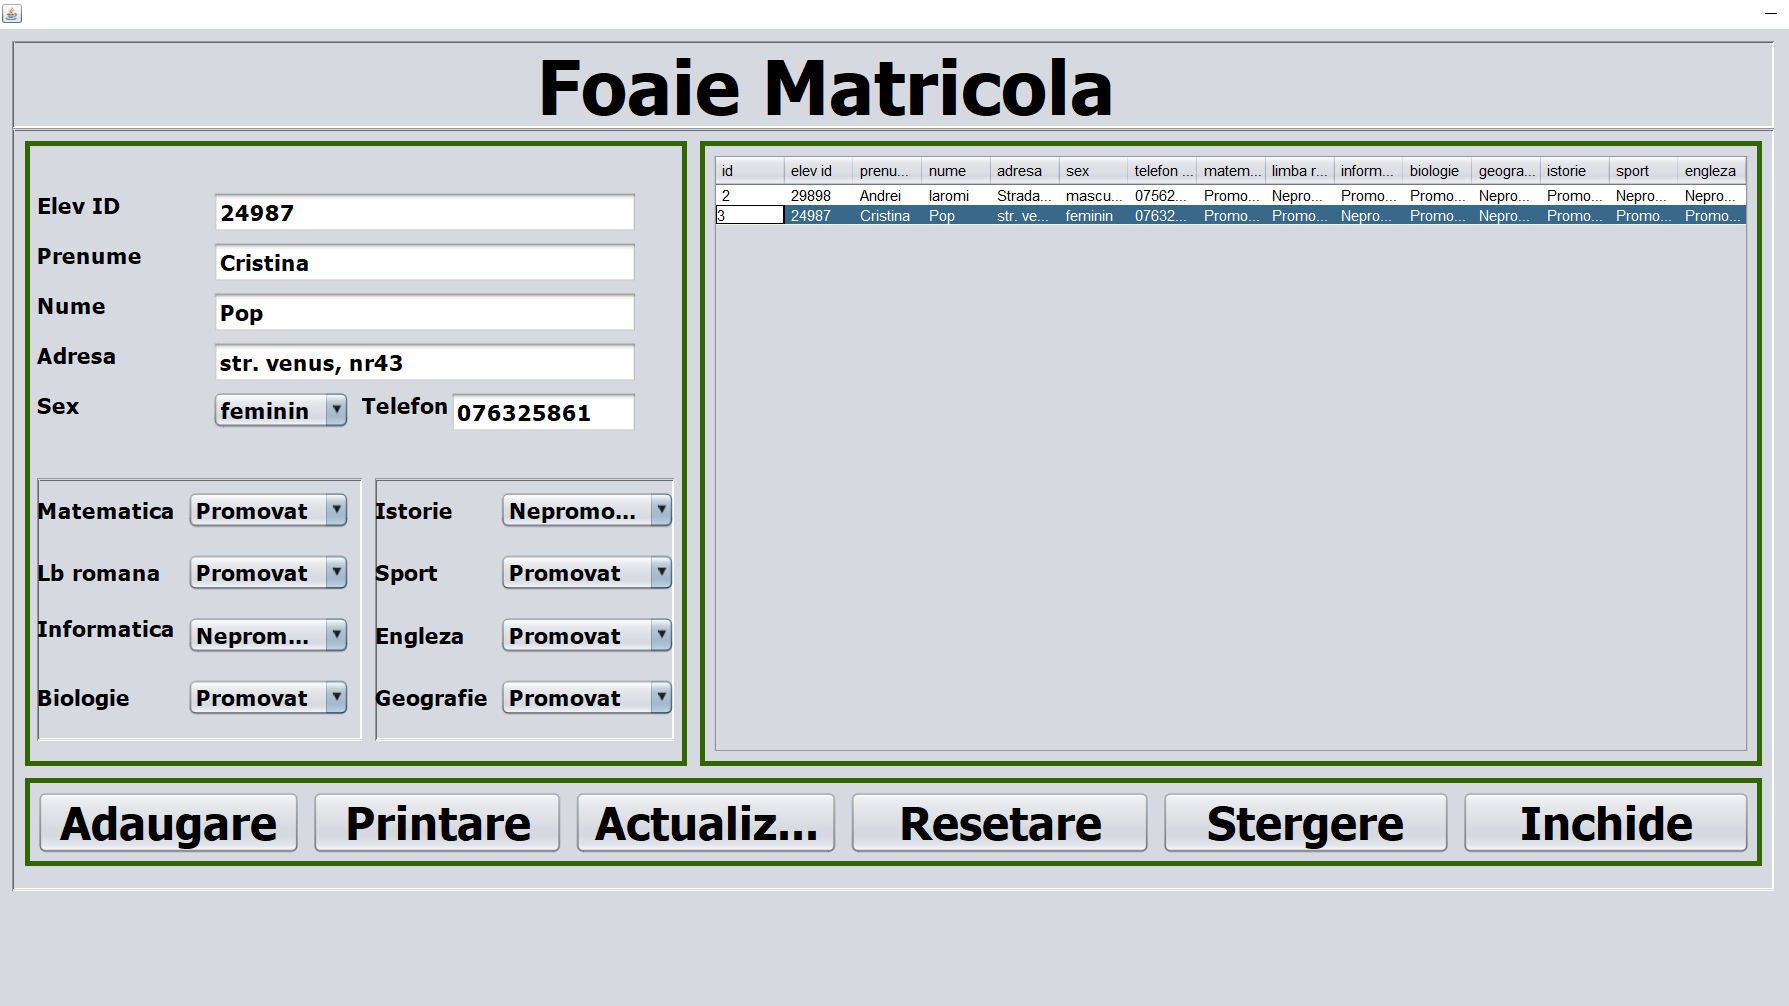 Foaie Matricola
Elev ID 24987
Prenume Cristina
Nume Pop
Adresa str. venus, nr43
Sex feminin Telefon 076325861
Matematica Promovat
Lb romana Promovat
Informatica Neprom...
Biologie Promovat
Istorie Nepromo...
Sport Promovat
Engleza Promovat
Geografie Promovat
id elev id prenu... nume adresa sex telefon ... matem... limba r... inform... biologie geogra... istorie sport engleza
2 29898 Andrei Iaromi Strada... mascu... 07562... Promo... Nepro... Promo... Promo... Nepro... Promo... Nepro... Nepro...
3 24987 Cristina Pop str. ve... feminin 07632... Promo... Promo... Nepro... Promo... Nepro... Promo... Promo... Promo...
Adaugare Printare Actualiz... Resetare Stergere Inchide